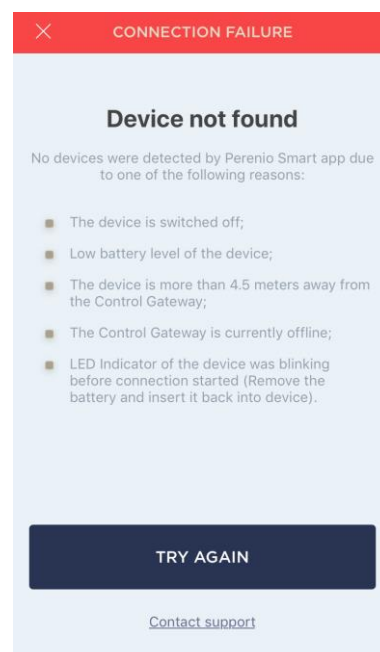 CONNECTION FAILURE
Device not found
No devices were detected by Perenio Smart app due
to one of the following reasons:
The device is switched off;
Low battery level of the device;
The device is more than 4.5 meters away from
the Control Gateway;
The Control Gateway is currently offline;
LED Indicator of the device was blinking
before connection started (Remove the
battery and insert it back into device).
TRY AGAIN
Contact support